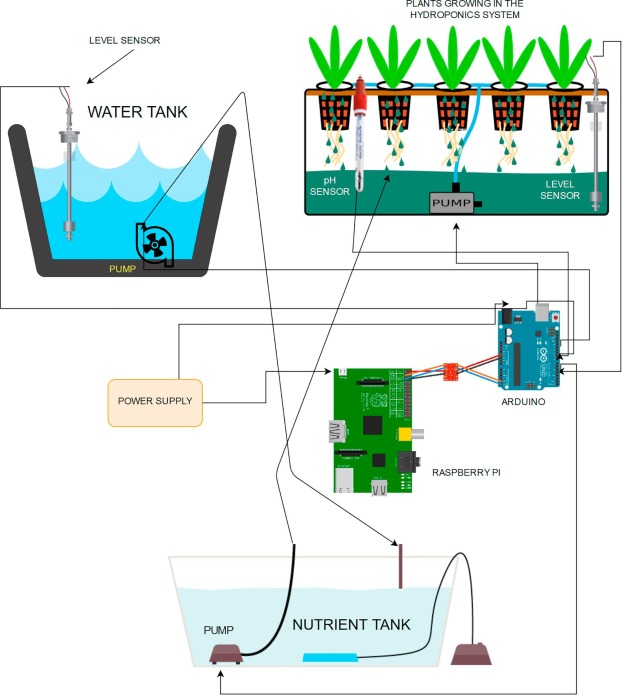 PLANTS GROWING IN THE
HYDROPONICS SYSTEM
LEVEL SENSOR
WATER TANK
pH
SENSOR
LEVEL
SENSOR
PUMP
PUMP
POWER SUPPLY
ARDUINO
RASPBERRY PI
PUMP
NUTRIENT TANK